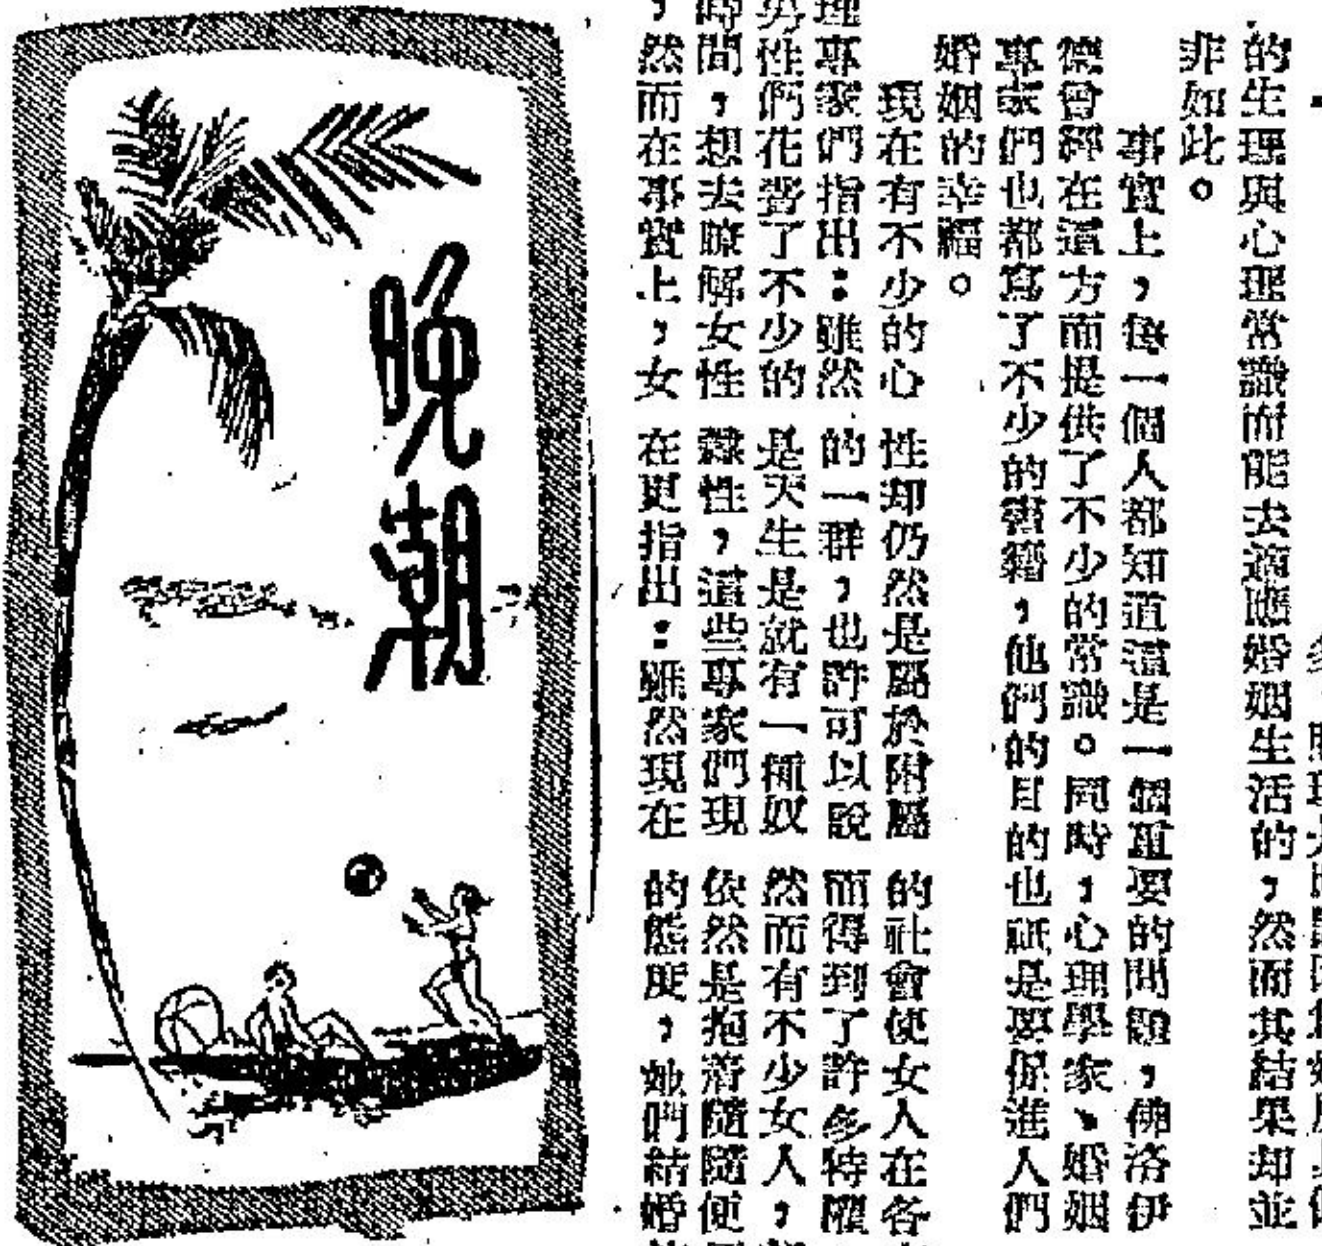 的生理與心理常識而能去適應婚姻生活的，然而其結果却並
非如此。
事實上，每一個人都知道這是一個重要的問題，佛洛伊
德曾經在這方面提供了不少的常識。同時，心理學家、婚姻
專家們也都寫了不少的書籍，他們的目的也祇是要促進人們
婚姻的幸福。
現在有不少的心
理專家們指出：雖然
男性們花費了不少的
時間，想去瞭解女性
，然而在事實上，女
性却仍然是屬於附屬
的一群，也許可以說
是天生是就有一種奴
隸性，這些專家們現
在更指出：雖然現在
的社會使女人在各
而得到了許多特權
然而有不少女人，
依然是抱着隨隨便
的態度，她們結婚
晚潮